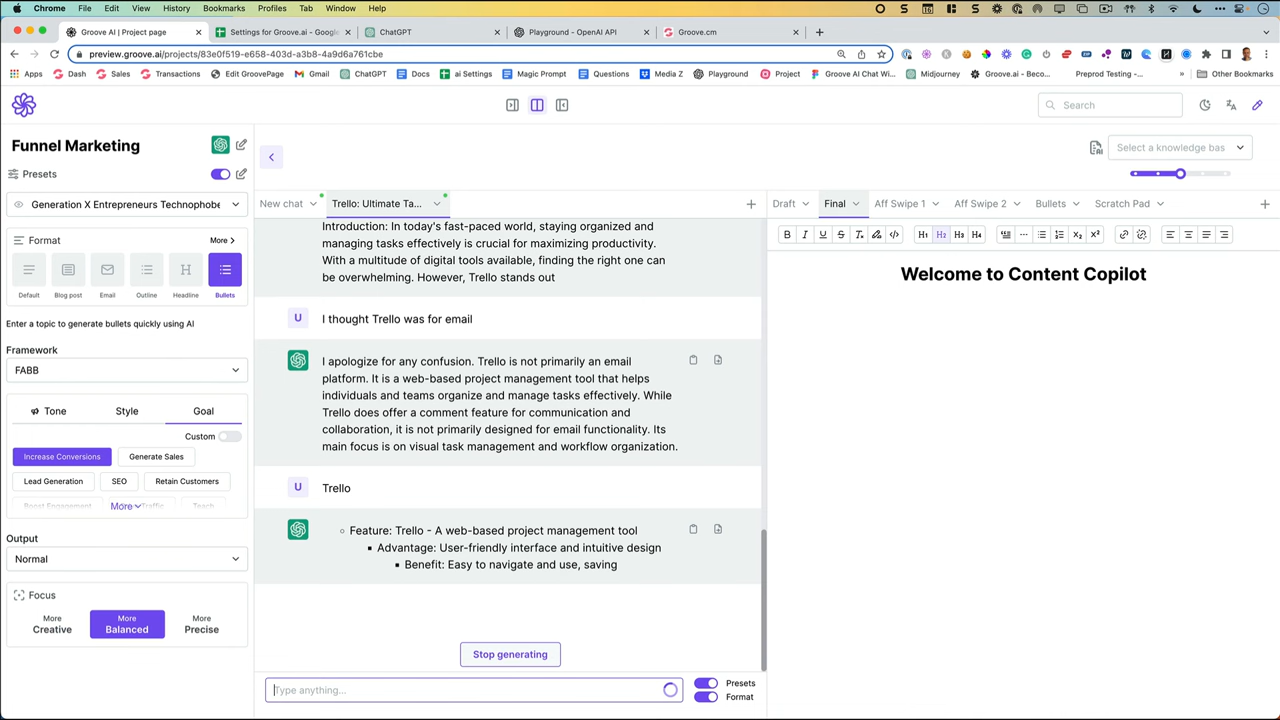 Chrome File Edit View History Bookmarks Profiles Tab Window Help
Groove AI | Project page
Settings for Groove.ai - Google
ChatGPT
Playground - OpenAI API
Groove.cm
preview.groove.ai/projects/83e0f519-e658-403d-a3b8-4a9d6a761cbe
Apps Dash Sales Transactions Edit GroovePage Gmail ChatGPT Docs ai Settings Magic Prompt Questions Media Z Playground Project Groove AI Chat Wi... Midjourney Groove.ai - Beco... Preprod Testing -... » Other Bookmarks
Search
Funnel Marketing
Presets
Generation X Entrepreneurs Technophobe
Format
More
Default Blog post Email Outline Headline Bullets
Enter a topic to generate bullets quickly using AI
Framework
FABB
Tone Style Goal
Custom
Increase Conversions Generate Sales
Lead Generation SEO Retain Customers
Boost Engagement More Traffic Teach
Output
Normal
Focus
More Creative
More Balanced
More Precise
New chat
Trello: Ultimate Ta...
Introduction: In today's fast-paced world, staying organized and
managing tasks effectively is crucial for maximizing productivity.
With a multitude of digital tools available, finding the right one can
be overwhelming. However, Trello stands out
U I thought Trello was for email
I apologize for any confusion. Trello is not primarily an email
platform. It is a web-based project management tool that helps
individuals and teams organize and manage tasks effectively. While
Trello does offer a comment feature for communication and
collaboration, it is not primarily designed for email functionality. Its
main focus is on visual task management and workflow organization.
U Trello
Feature: Trello - A web-based project management tool
Advantage: User-friendly interface and intuitive design
Benefit: Easy to navigate and use, saving
Stop generating
Type anything...
Presets
Format
Select a knowledge bas
Draft Final Aff Swipe 1 Aff Swipe 2 Bullets Scratch Pad
B I U S H1 H2 H3 H4
Welcome to Content Copilot